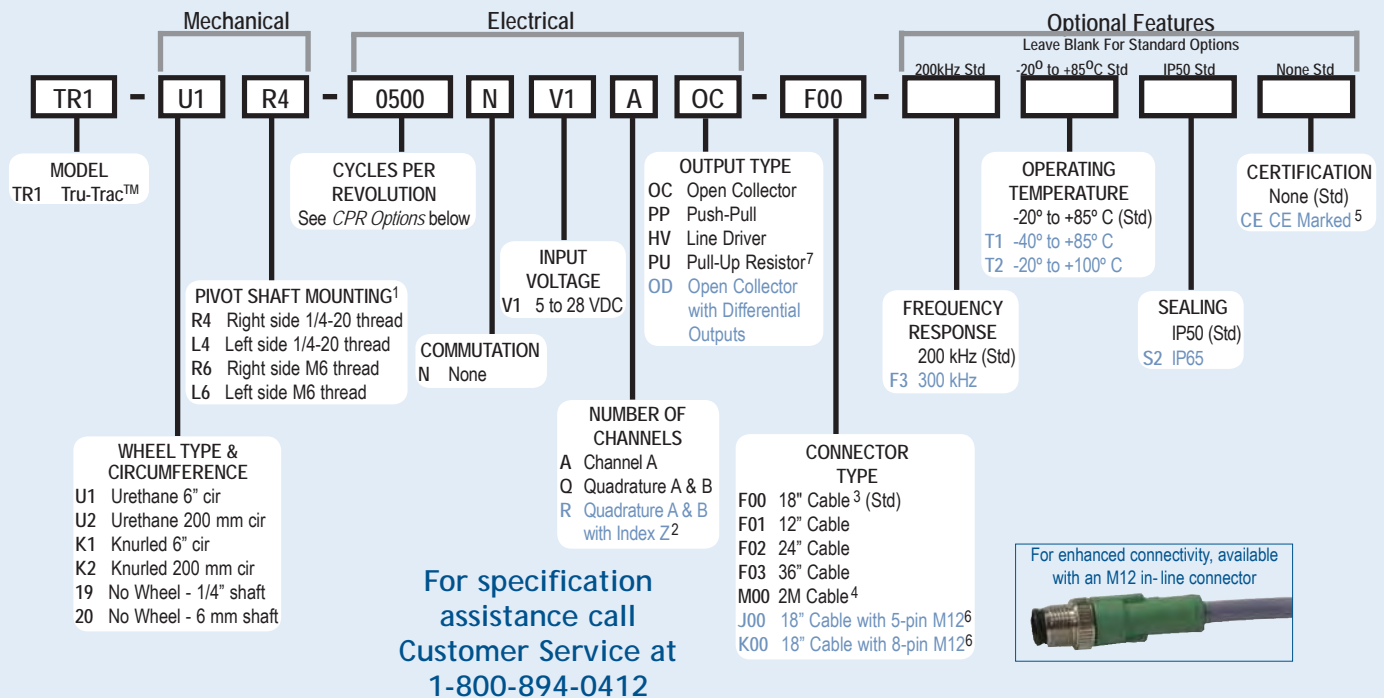 Mechanical
Electrical
Optional Features
Leave Blank For Standard Options
200kHz Std
-20⁰ to +85⁰C Std
IP50 Std
None Std
TR1 - U1 R4 - 0500 N V1 A OC - F00 -
MODEL
TR1 Tru-Trac™
CYCLES PER
REVOLUTION
See CPR Options below
OUTPUT TYPE
OC Open Collector
PP Push-Pull
HV Line Driver
PU Pull-Up Resistor⁷
OD Open Collector
with Differential
Outputs
OPERATING
TEMPERATURE
-20º to +85º C (Std)
T1 -40º to +85º C
T2 -20º to +100º C
CERTIFICATION
None (Std)
CE CE Marked⁵
INPUT
VOLTAGE
V1 5 to 28 VDC
PIVOT SHAFT MOUNTING¹
R4 Right side 1/4-20 thread
L4 Left side 1/4-20 thread
R6 Right side M6 thread
L6 Left side M6 thread
COMMUTATION
N None
FREQUENCY
RESPONSE
200 kHz (Std)
F3 300 kHz
SEALING
IP50 (Std)
S2 IP65
NUMBER OF
CHANNELS
A Channel A
Q Quadrature A & B
R Quadrature A & B
with Index Z²
WHEEL TYPE &
CIRCUMFERENCE
U1 Urethane 6” cir
U2 Urethane 200 mm cir
K1 Knurled 6” cir
K2 Knurled 200 mm cir
19 No Wheel - 1/4” shaft
20 No Wheel - 6 mm shaft
CONNECTOR
TYPE
F00 18" Cable³ (Std)
F01 12” Cable
F02 24” Cable
F03 36” Cable
M00 2M Cable⁴
J00 18” Cable with 5-pin M12⁶
K00 18” Cable with 8-pin M12⁶
For enhanced connectivity, available
with an M12 in-line connector
For specification
assistance call
Customer Service at
1-800-894-0412